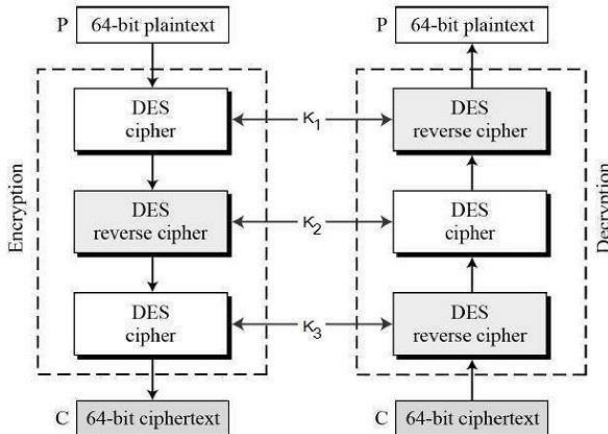 P 64-bit plaintext
DES
cipher
DES
reverse cipher
DES
cipher
C 64-bit ciphertext
Encryption
K1
K2
K3
P 64-bit plaintext
DES
reverse cipher
DES
cipher
DES
reverse cipher
C 64-bit ciphertext
Decryption